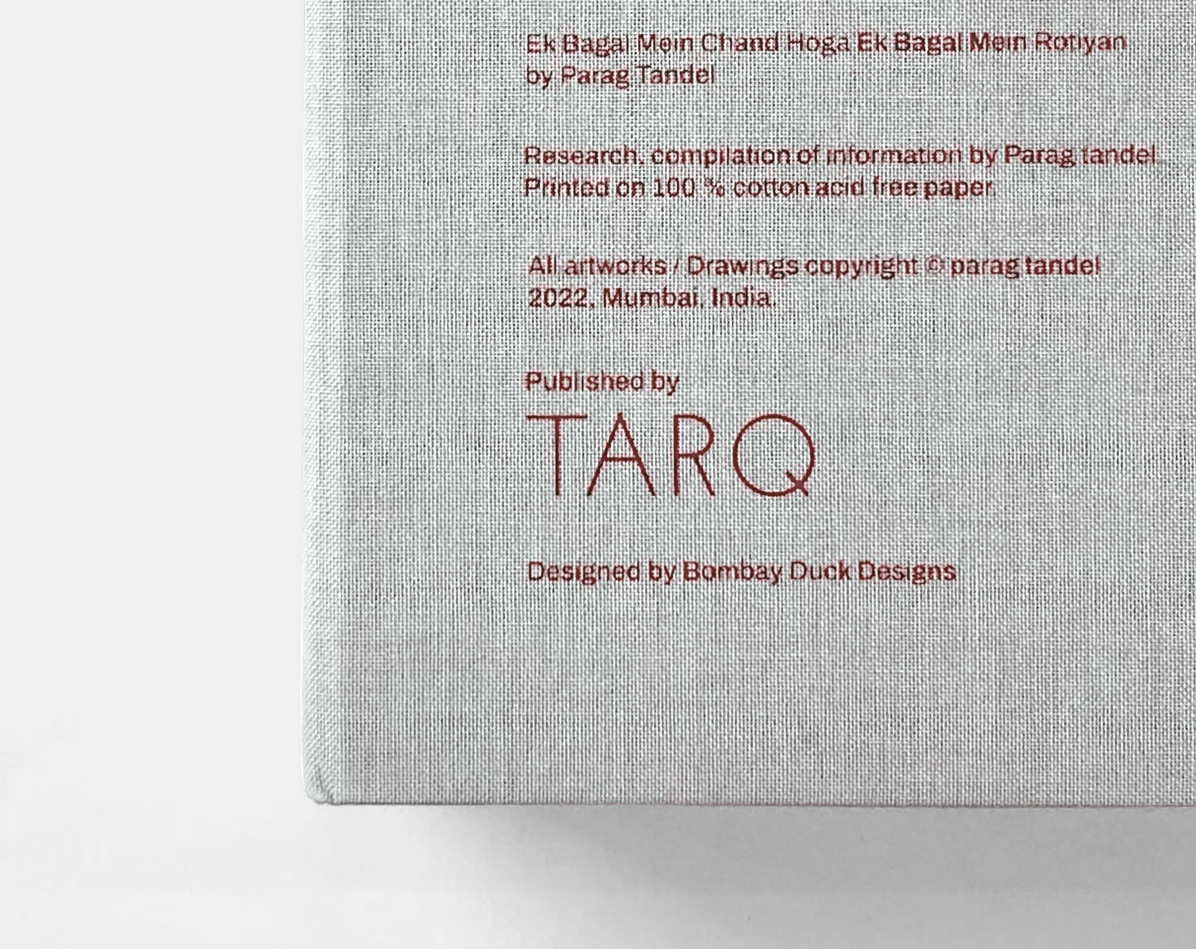 Ek Bagal Mein Chand Hoga Ek Bagal Mein Rotiyan
by Parag Tandel
Research, compilation of information by Parag tandel.
Printed on 100 % cotton acid free paper.
All artworks / Drawings copyright © parag tandel
2022, Mumbai, India.
Published by
TARQ
Designed by Bombay Duck Designs